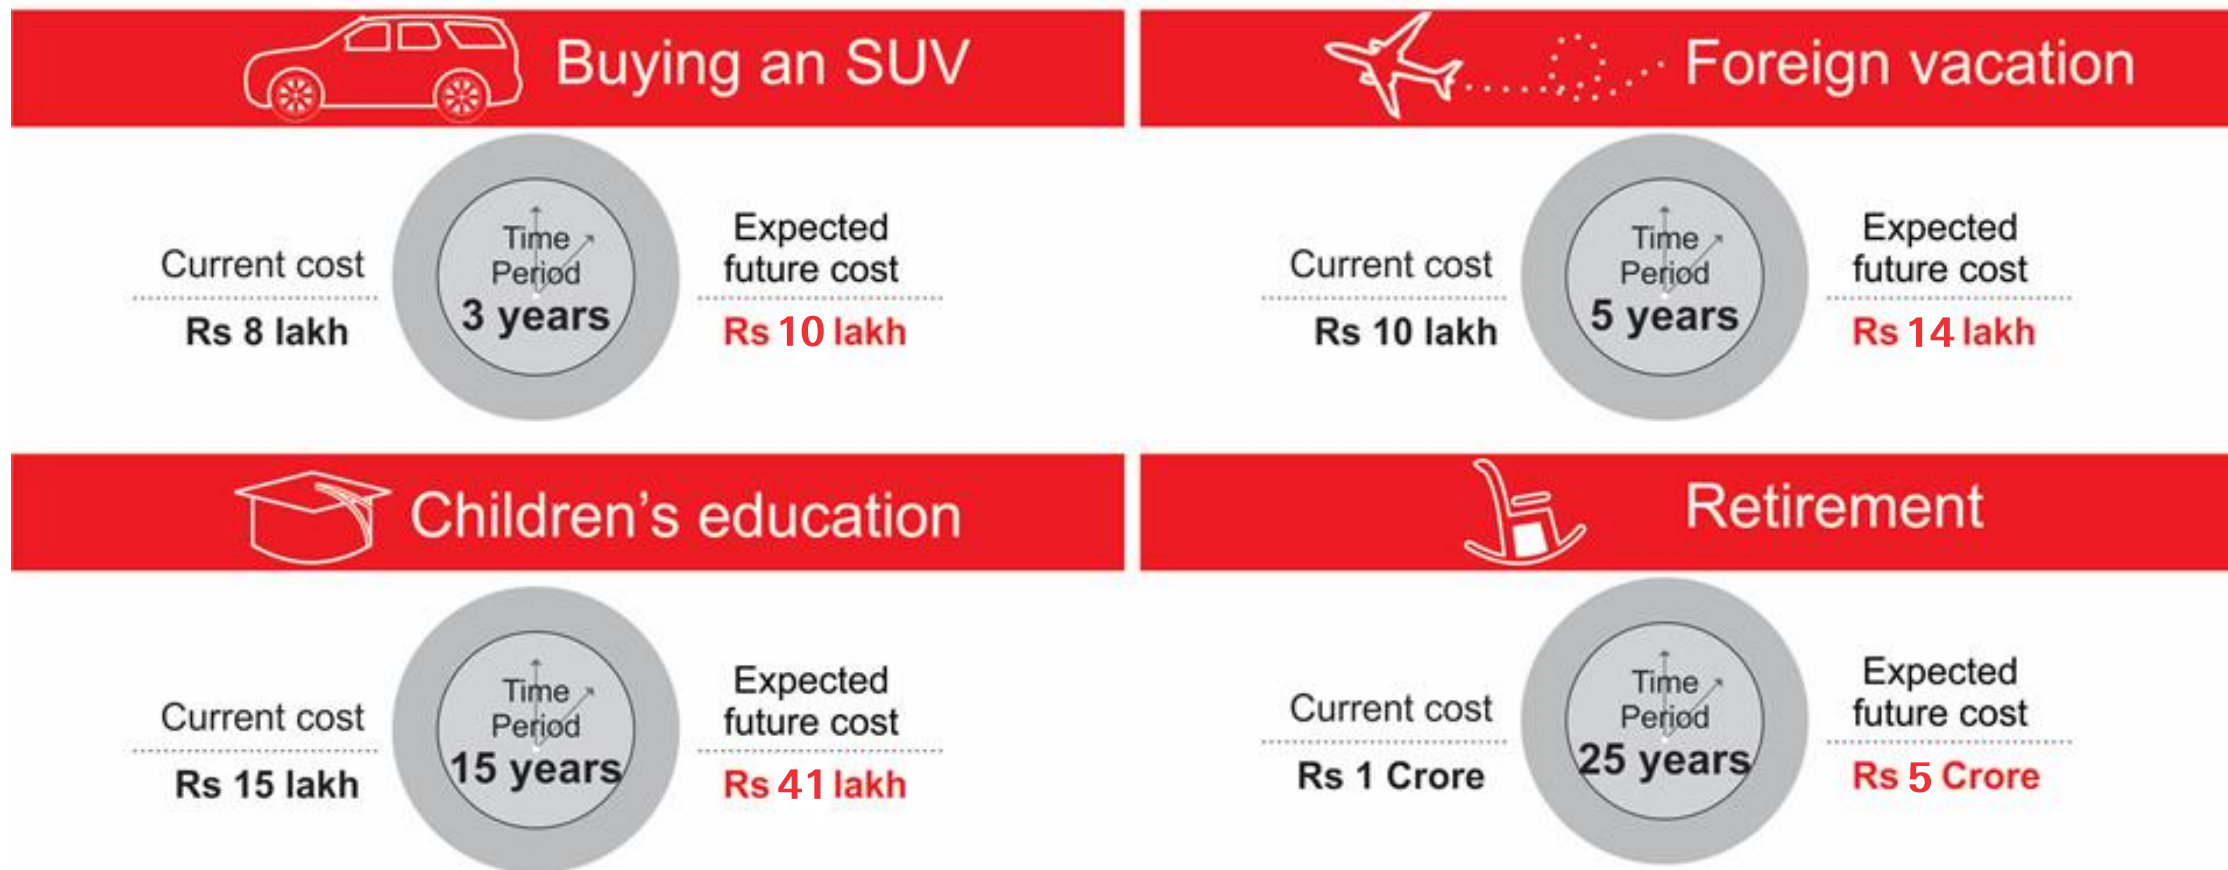 Buying an SUV
Current cost
Rs 8 lakh
Time
Period
3 years
Expected
future cost
Rs 10 lakh
Foreign vacation
Current cost
Rs 10 lakh
Time
Period
5 years
Expected
future cost
Rs 14 lakh
Children’s education
Current cost
Rs 15 lakh
Time
Period
15 years
Expected
future cost
Rs 41 lakh
Retirement
Current cost
Rs 1 Crore
Time
Period
25 years
Expected
future cost
Rs 5 Crore